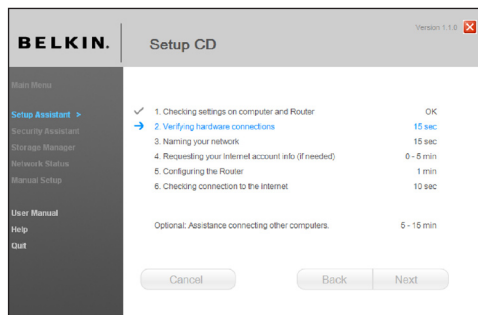 Version 1.1.0
BELKIN.
Setup CD
Main Menu
Setup Assistant >
Security Assistant
Storage Manager
Network Status
Manual Setup
User Manual
Help
Quit
1. Checking settings on computer and Router OK
2. Verifying hardware connections 15 sec
3. Naming your network 15 sec
4. Requesting your Internet account info (if needed) 0 - 5 min
5. Configuring the Router 1 min
6. Checking connection to the internet 10 sec
Optional: Assistance connecting other computers. 5 - 15 min
Cancel
Back
Next